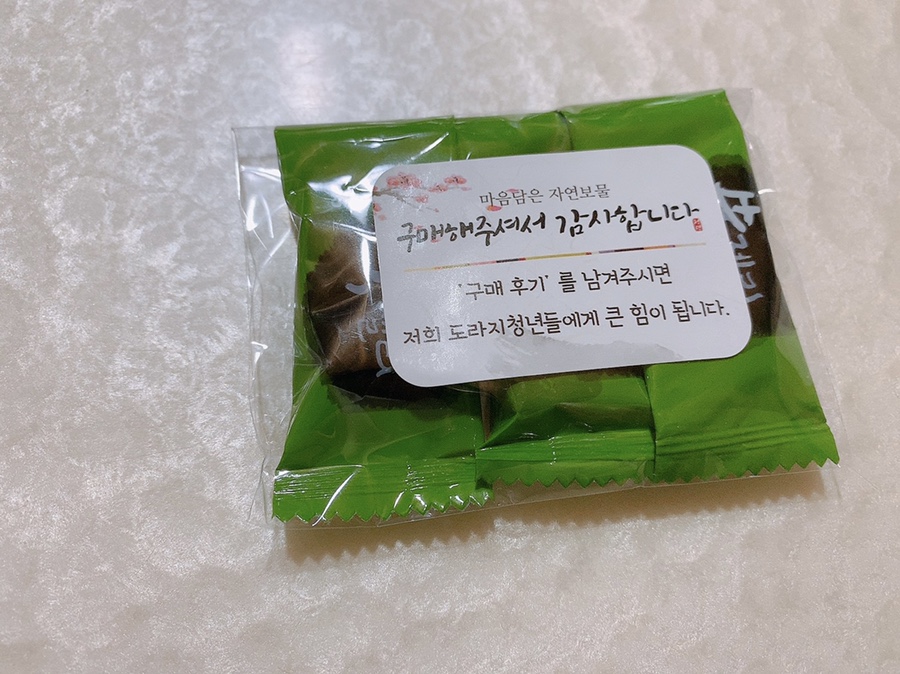 마음담은 자연보물
구매해주셔서 감사합니다
'구매 후기' 를 남겨주시면
저희 도라지청년들에게 큰 힘이 됩니다.